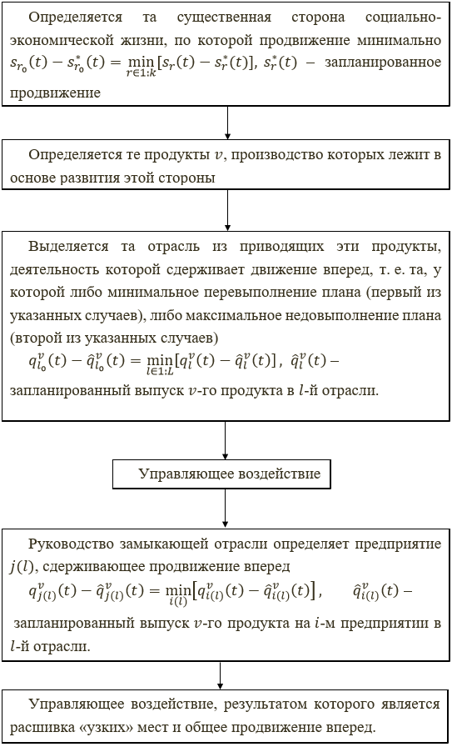 Определяется та существенная сторона социально-
экономической жизни, по которой продвижение минимально
$s_{r_0}(t) - s^*_{r_0}(t) = \min_{r \in 1:k}[s_r(t) - s^*_r(t)]$, $s^*_r(t)$ – запланированное
продвижение
Определяется те продукты $v$, производство которых лежит в
основе развития этой стороны
Выделяется та отрасль из приводящих эти продукты,
деятельность которой сдерживает движение вперед, т. е. та, у
которой либо минимальное перевыполнение плана (первый из
указанных случаев), либо максимальное недовыполнение плана
(второй из указанных случаев)
$q^v_{l_0}(t) - \hat{q}^v_{l_0}(t) = \min_{l \in 1:L}[q^v_l(t) - \hat{q}^v_l(t)]$, $\hat{q}^v_l(t)$ –
запланированный выпуск $v$-го продукта в $l$-й отрасли.
Управляющее воздействие
Руководство замыкающей отрасли определяет предприятие
$j(l)$, сдерживающее продвижение вперед
$q^v_{j(l)}(t) - \hat{q}^v_{j(l)}(t) = \min_{i(l)}[q^v_{i(l)}(t) - \hat{q}^v_{i(l)}(t)]$, $\hat{q}^v_{i(l)}(t)$ –
запланированный выпуск $v$-го продукта на $i$-м предприятии в
$l$-й отрасли.
Управляющее воздействие, результатом которого является
расшивка «узких» мест и общее продвижение вперед.